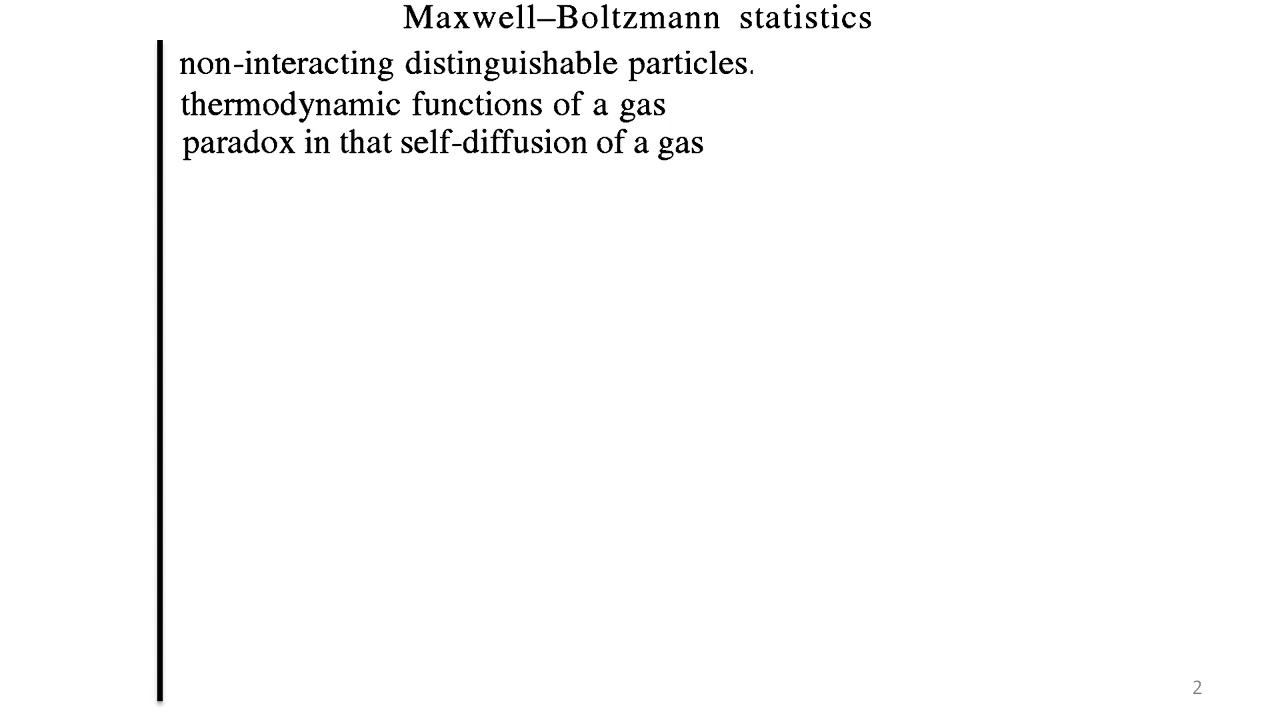 Maxwell–Boltzmann statistics
non-interacting distinguishable particles.
thermodynamic functions of a gas
paradox in that self-diffusion of a gas
2